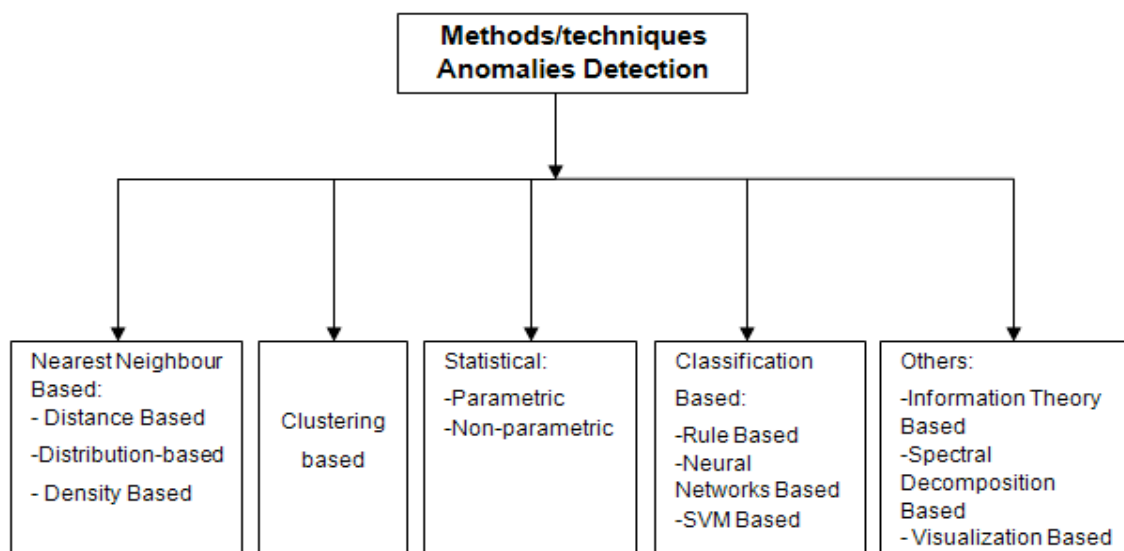 Methods/techniques
Anomalies Detection
Nearest Neighbour
Based:
- Distance Based
-Distribution-based
- Density Based
Clustering
based
Statistical:
-Parametric
-Non-parametric
Classification
Based:
-Rule Based
-Neural
Networks Based
-SVM Based
Others:
-Information Theory
Based
-Spectral
Decomposition
Based
- Visualization Based